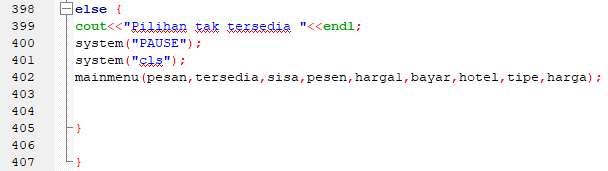 398 else {
399 cout<<"Pilihan tak tersedia "<<endl;
400 system("PAUSE");
401 system("cls");
402 mainmenu(pesan,tersedia,sisa,pesen,harga1,bayar,hotel,tipe,harga);
403
404
405 }
406
407 }